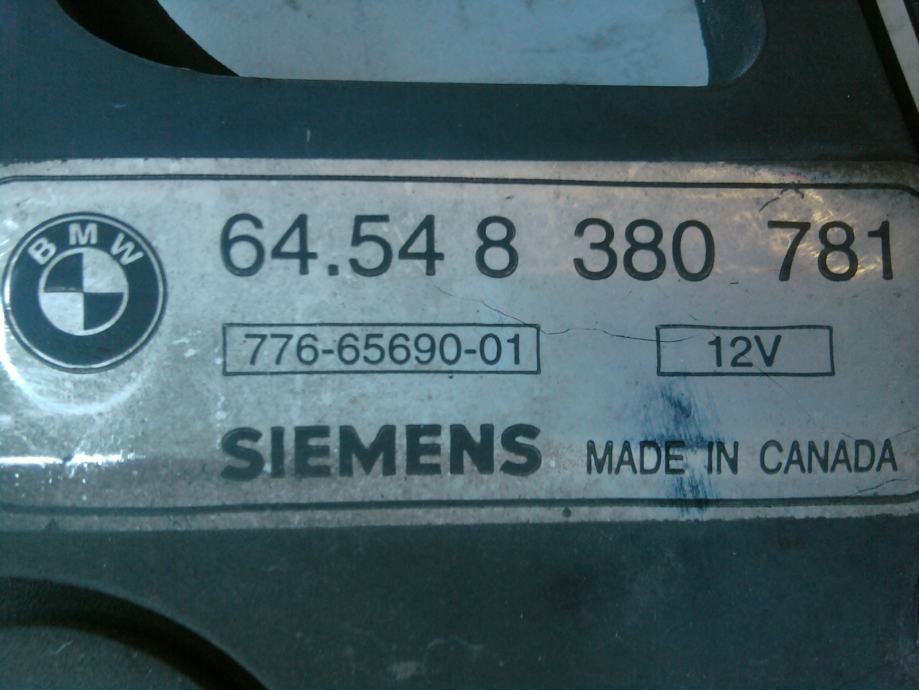 BMW
64.54 8 380 781
776-65690-01 12V
SIEMENS MADE IN CANADA